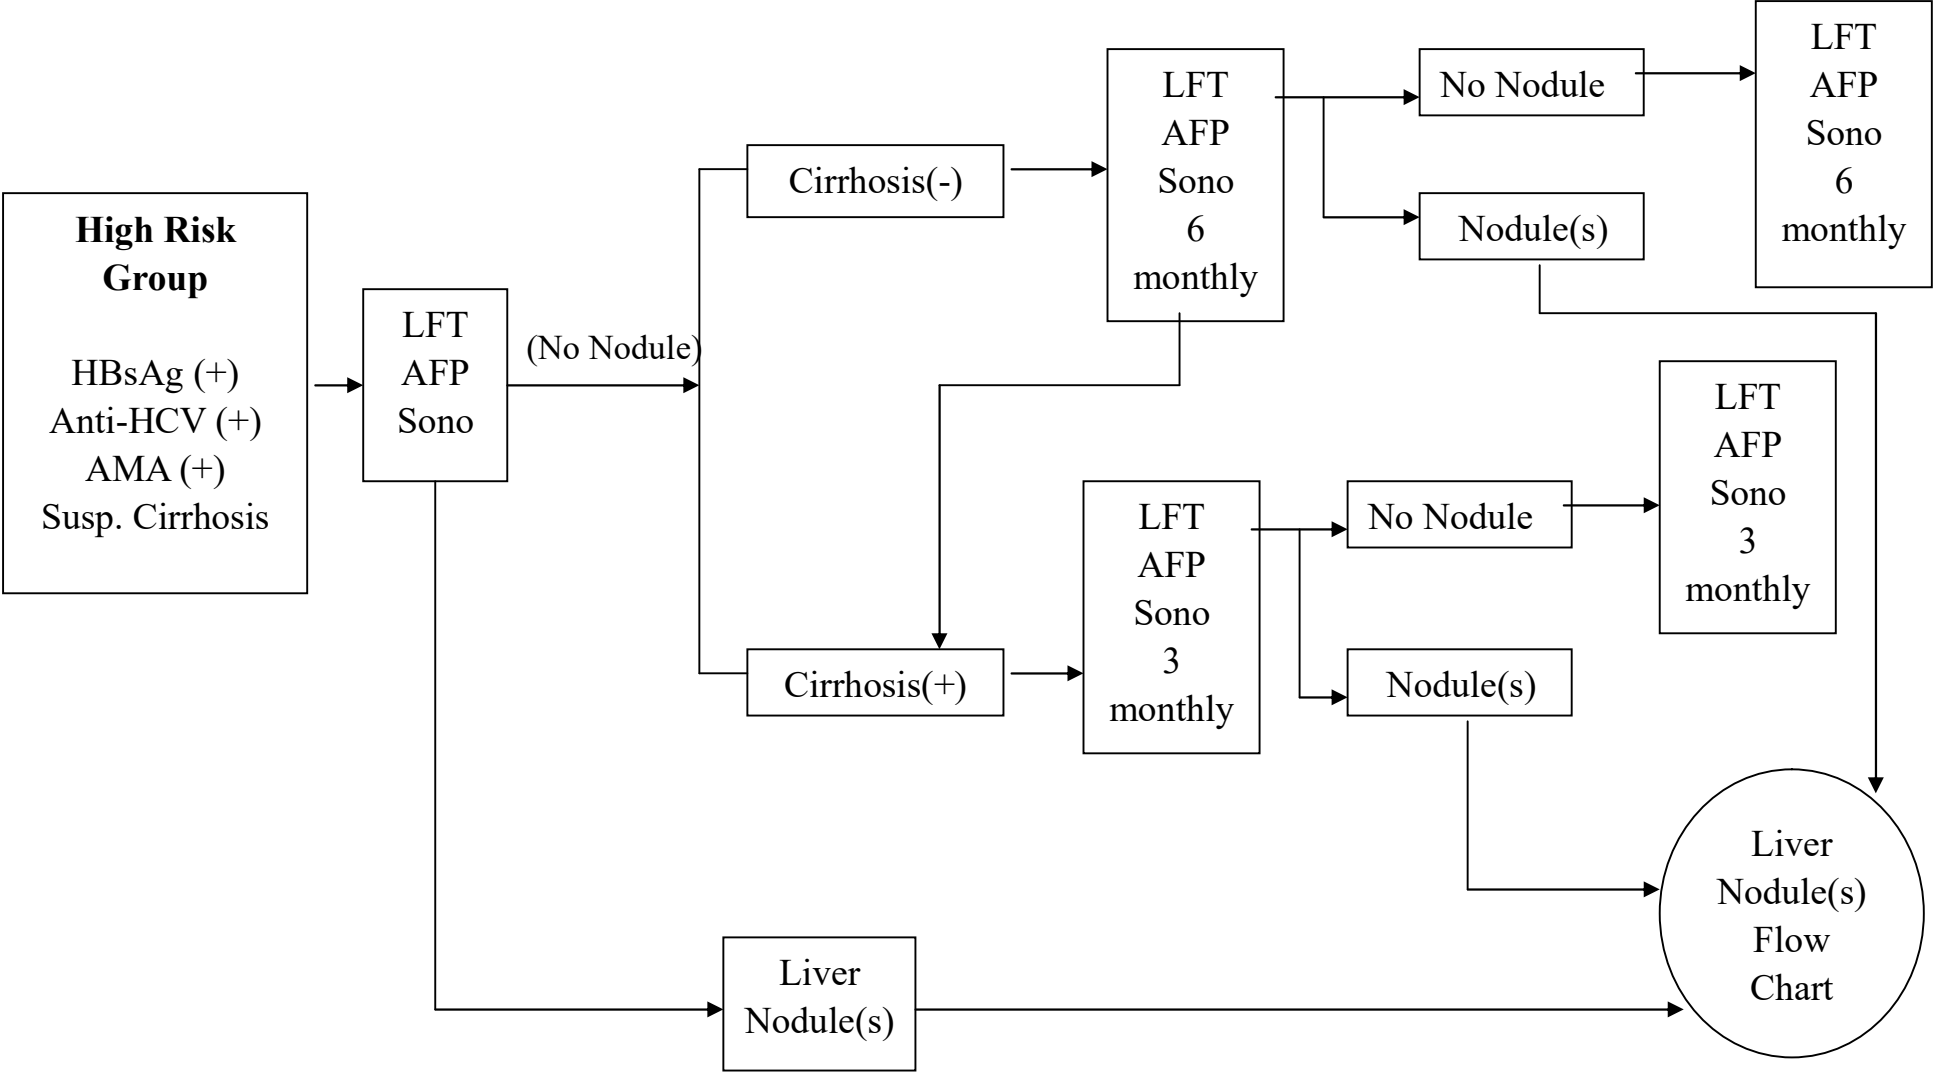 High Risk
Group
HBsAg (+)
Anti-HCV (+)
AMA (+)
Susp. Cirrhosis
LFT
AFP
Sono
(No Nodule)
Cirrhosis(-)
LFT
AFP
Sono
6
monthly
No Nodule
LFT
AFP
Sono
6
monthly
Nodule(s)
Cirrhosis(+)
LFT
AFP
Sono
3
monthly
No Nodule
LFT
AFP
Sono
3
monthly
Nodule(s)
Liver
Nodule(s)
Liver
Nodule(s)
Flow
Chart